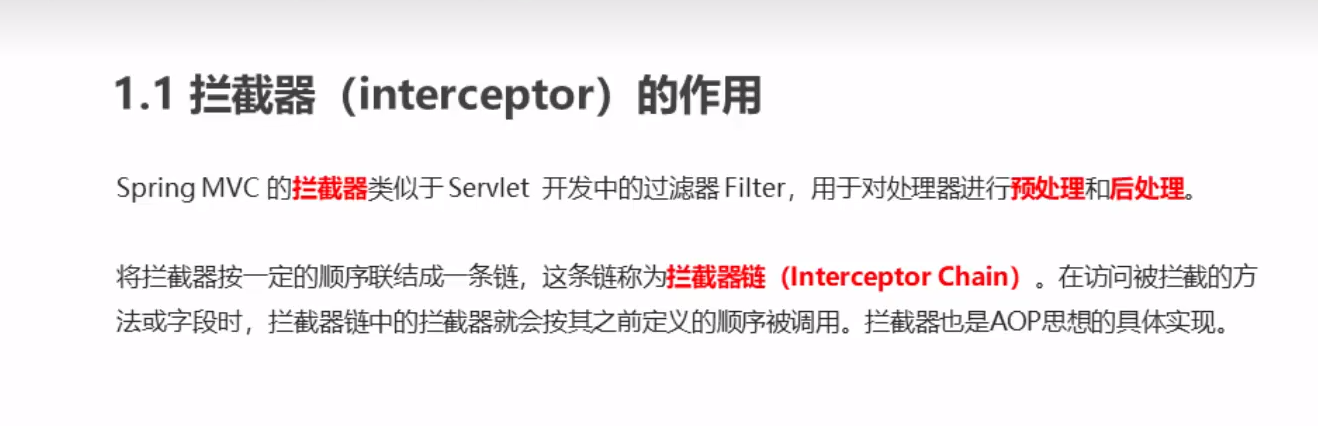 1.1 拦截器（interceptor）的作用
Spring MVC 的拦截器类似于 Servlet 开发中的过滤器 Filter，用于对处理器进行预处理和后处理。
将拦截器按一定的顺序联结成一条链，这条链称为拦截器链（Interceptor Chain）。在访问被拦截的方
法或字段时，拦截器链中的拦截器就会按其之前定义的顺序被调用。拦截器也是AOP思想的具体实现。